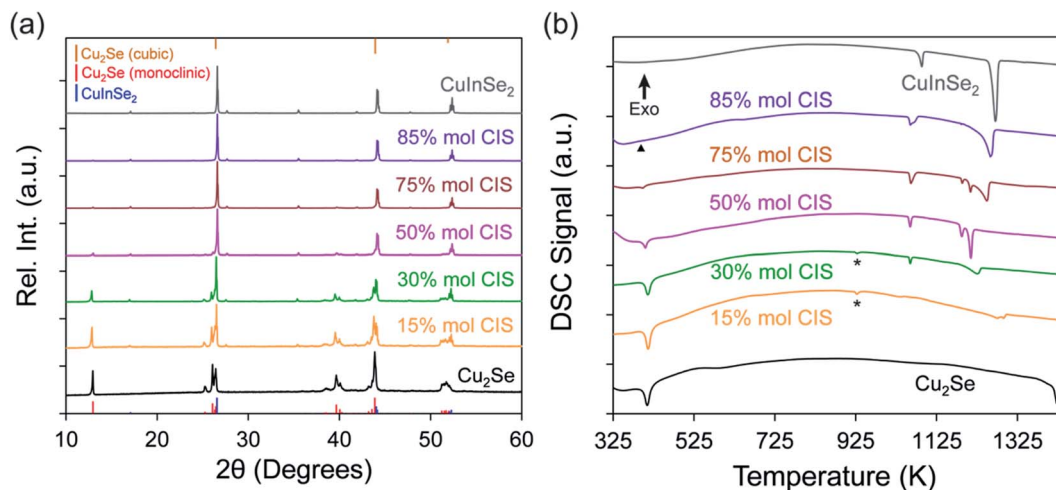 (a)
Cu₂Se (cubic)
Cu₂Se (monoclinic)
CuInSe₂
CuInSe₂
85% mol CIS
75% mol CIS
50% mol CIS
30% mol CIS
15% mol CIS
Cu₂Se
Rel. Int. (a.u.)
10 20 30 40 50 60
2θ (Degrees)
(b)
Exo
CuInSe₂
85% mol CIS
75% mol CIS
50% mol CIS
30% mol CIS
*
15% mol CIS
*
Cu₂Se
DSC Signal (a.u.)
325 525 725 925 1125 1325
Temperature (K)